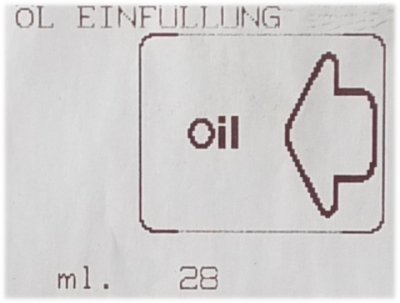 OL EINFULLUNG
Oil
ml. 28